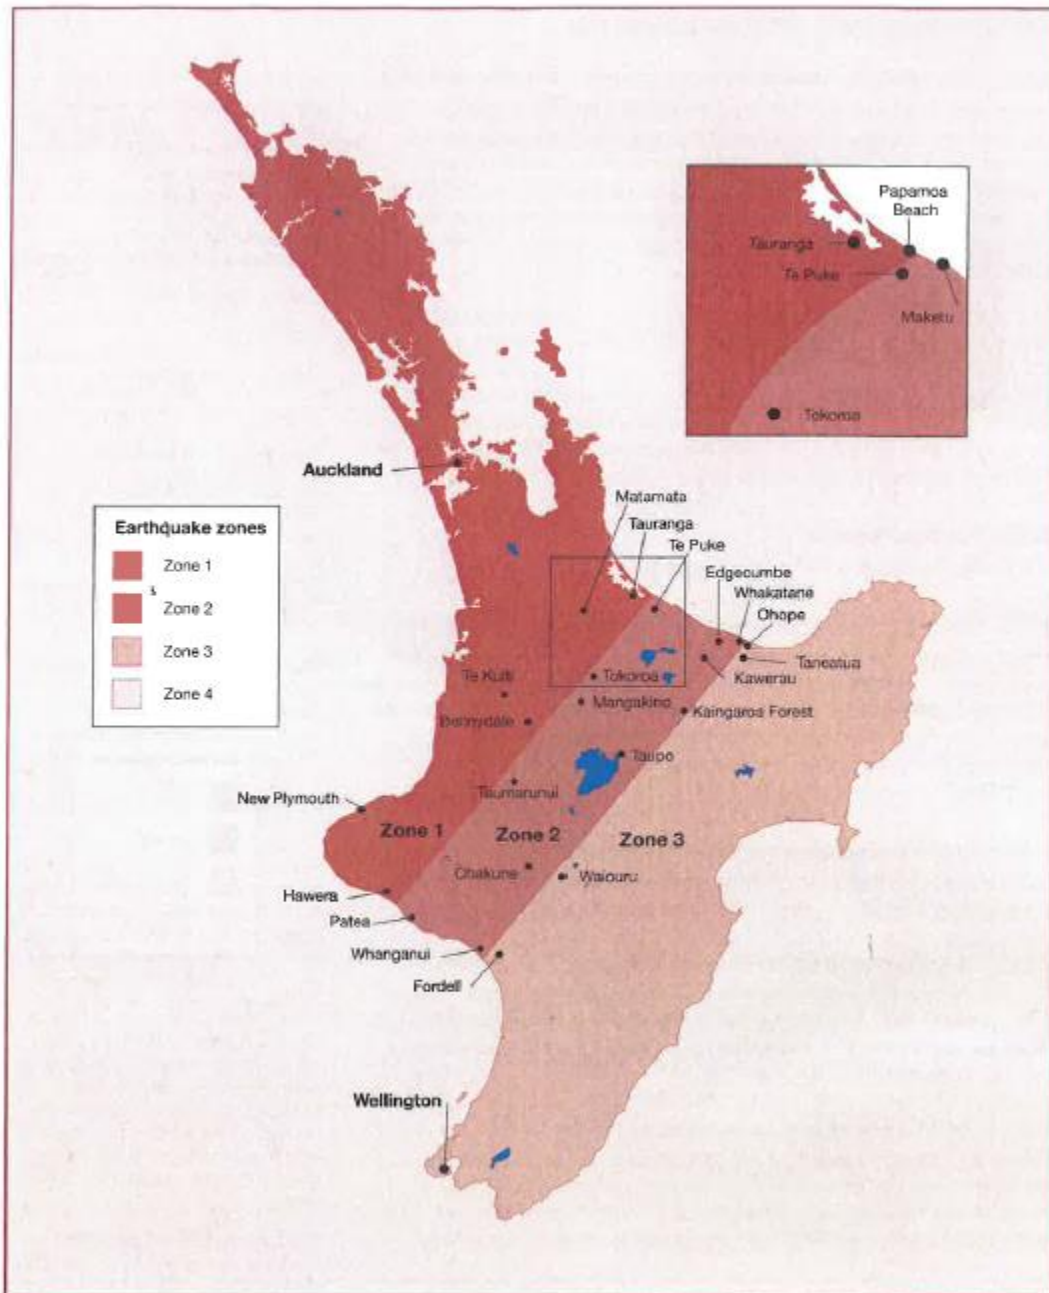 Papamoa
Beach
Tauranga
Te Puke
Maketu
Tokoroa
Auckland
Matamata
Tauranga
Te Puke
Edgecumbe
Whakatane
Ohope
Taneatua
Kawerau
Kaingaroa Forest
Te Kuiti
Tokoroa
Mangakino
Bennydale
Taupo
Taumarunui
New Plymouth
Zone 1
Zone 2
Zone 3
Ohakune
Waiouru
Hawera
Patea
Whanganui
Fordell
Wellington
Earthquake zones
Zone 1
Zone 2
Zone 3
Zone 4